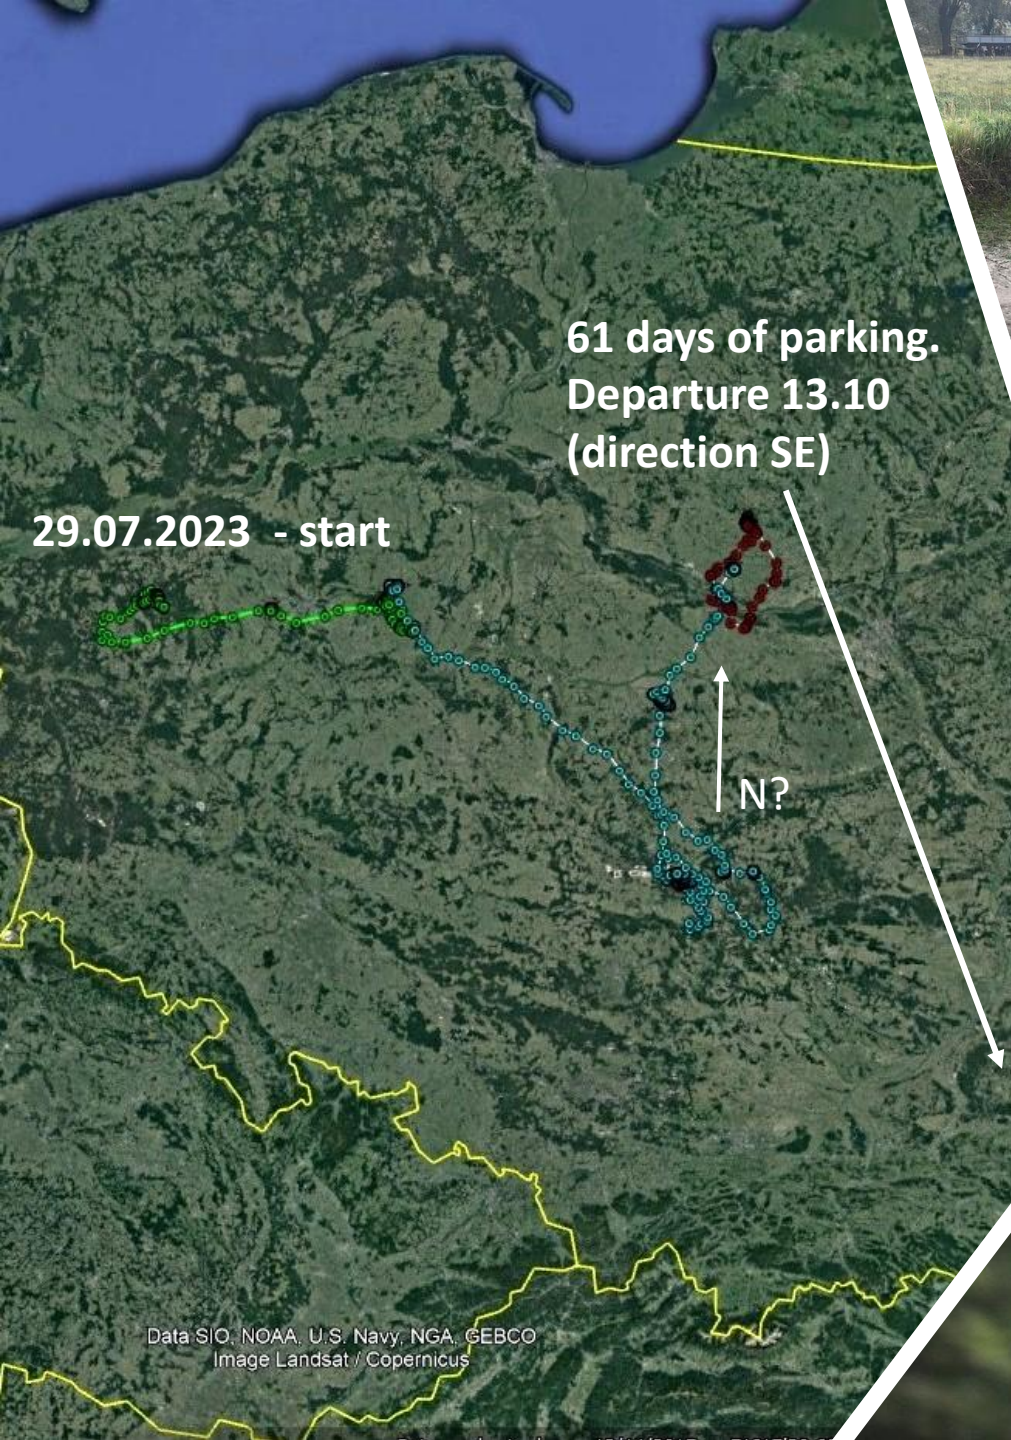 61 days of parking.
Departure 13.10
(direction SE)
29.07.2023 - start
N?
Data SIO, NOAA, U.S. Navy, NGA, GEBCO
Image Landsat / Copernicus